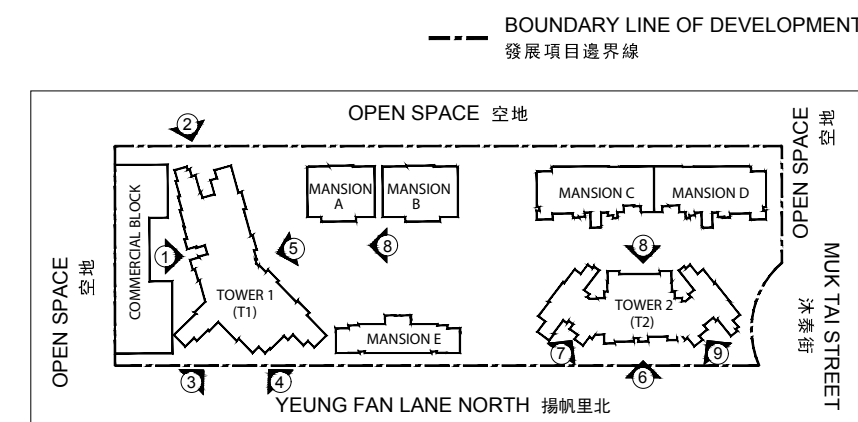 BOUNDARY LINE OF DEVELOPMENT
發展項目邊界線
OPEN SPACE 空地
2
OPEN SPACE
空地
COMMERCIAL BLOCK
MANSION
A
MANSION
B
MANSION C
MANSION D
1
5
8
8
OPEN SPACE
空地
TOWER 1
(T1)
TOWER 2
(T2)
MANSION E
7
9
3
4
6
MUK TAI STREET
沐泰街
YEUNG FAN LANE NORTH 揚帆里北